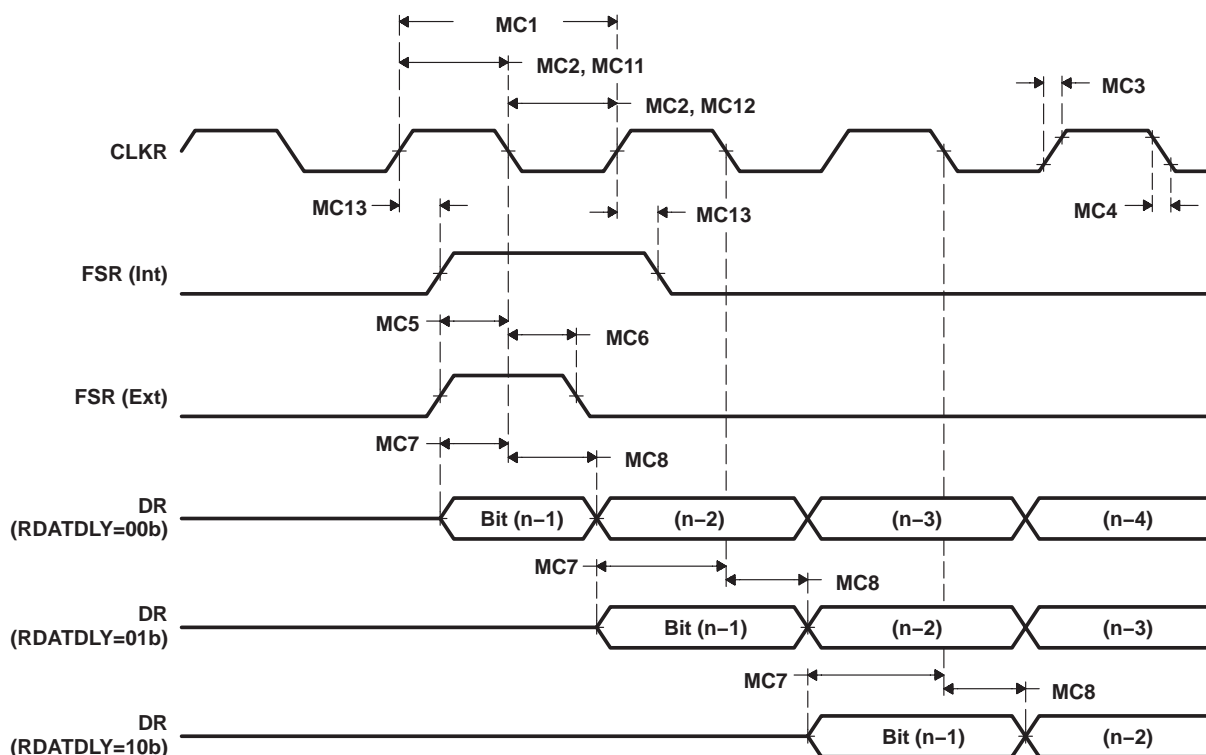 MC1
MC2, MC11
MC3
MC2, MC12
CLKR
MC13
MC13
MC4
FSR (Int)
MC5
MC6
FSR (Ext)
MC7
MC8
DR
(RDATDLY=00b)
Bit (n−1)
(n−2)
(n−3)
(n−4)
MC7
MC8
DR
(RDATDLY=01b)
Bit (n−1)
(n−2)
(n−3)
MC7
MC8
DR
(RDATDLY=10b)
Bit (n−1)
(n−2)